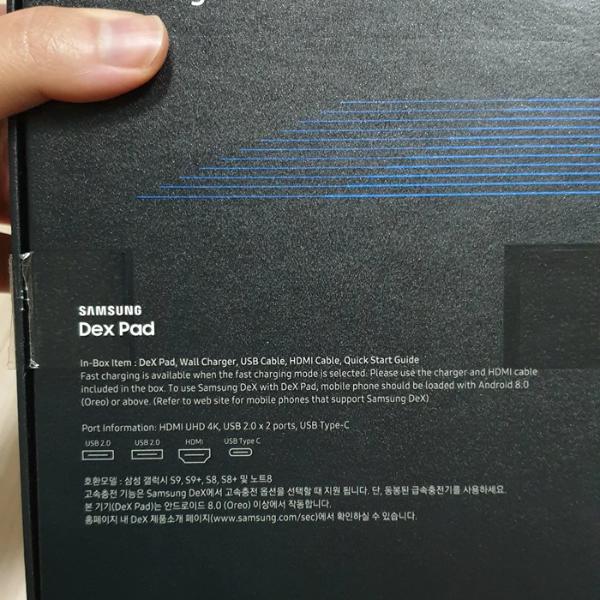 SAMSUNG
DeX Pad
In-Box Item : DeX Pad, Wall Charger, USB Cable, HDMI Cable, Quick Start Guide
Fast charging is available when the fast charging mode is selected. Please use the charger and HDMI cable
included in the box. To use Samsung DeX with DeX Pad, mobile phone should be loaded with Android 8.0
(Oreo) or above. (Refer to web site for mobile phones that support Samsung DeX)
Port Information: HDMI UHD 4K, USB 2.0 x 2 ports, USB Type-C
USB 2.0 USB 2.0 HDMI USB Type C
호환모델 : 삼성 갤럭시 S9, S9+, S8, S8+ 및 노트8
고속충전 기능은 Samsung DeX에서 고속충전 옵션을 선택할 때 지원 됩니다. 단, 동봉된 급속충전기를 사용하세요.
본 기기(DeX Pad)는 안드로이드 8.0 (Oreo) 이상에서 작동합니다.
홈페이지 내 DeX 제품소개 페이지(www.samsung.com/sec)에서 확인하실 수 있습니다.